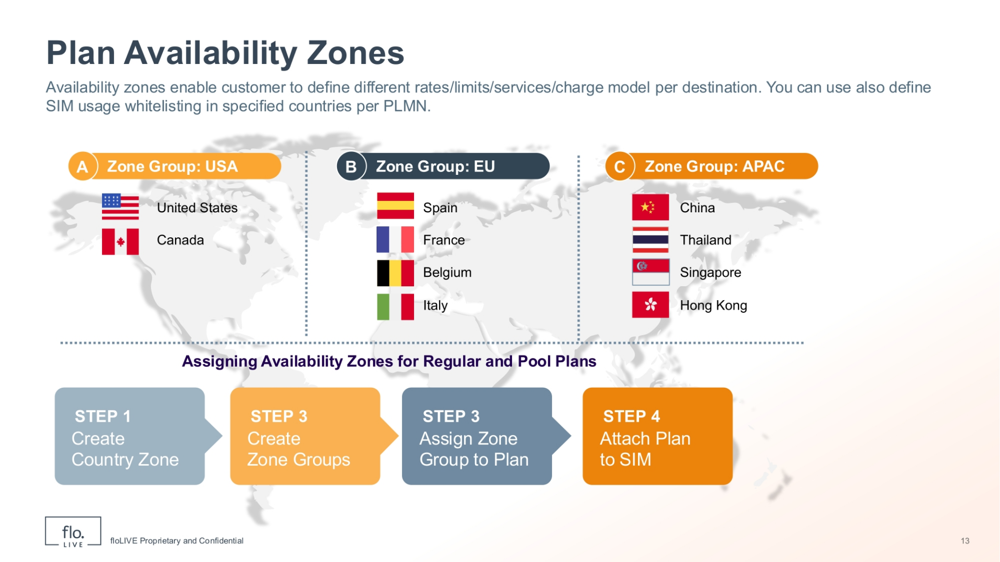 Plan Availability Zones
Availability zones enable customer to define different rates/limits/services/charge model per destination. You can use also define
SIM usage whitelisting in specified countries per PLMN.
A
Zone Group: USA
United States
Canada
B
Zone Group: EU
Spain
France
Belgium
Italy
C
Zone Group: APAC
China
Thailand
Singapore
Hong Kong
Assigning Availability Zones for Regular and Pool Plans
STEP 1
Create
Country Zone
STEP 3
Create
Zone Groups
STEP 3
Assign Zone
Group to Plan
STEP 4
Attach Plan
to SIM
flo.
LIVE
floLIVE Proprietary and Confidential
13